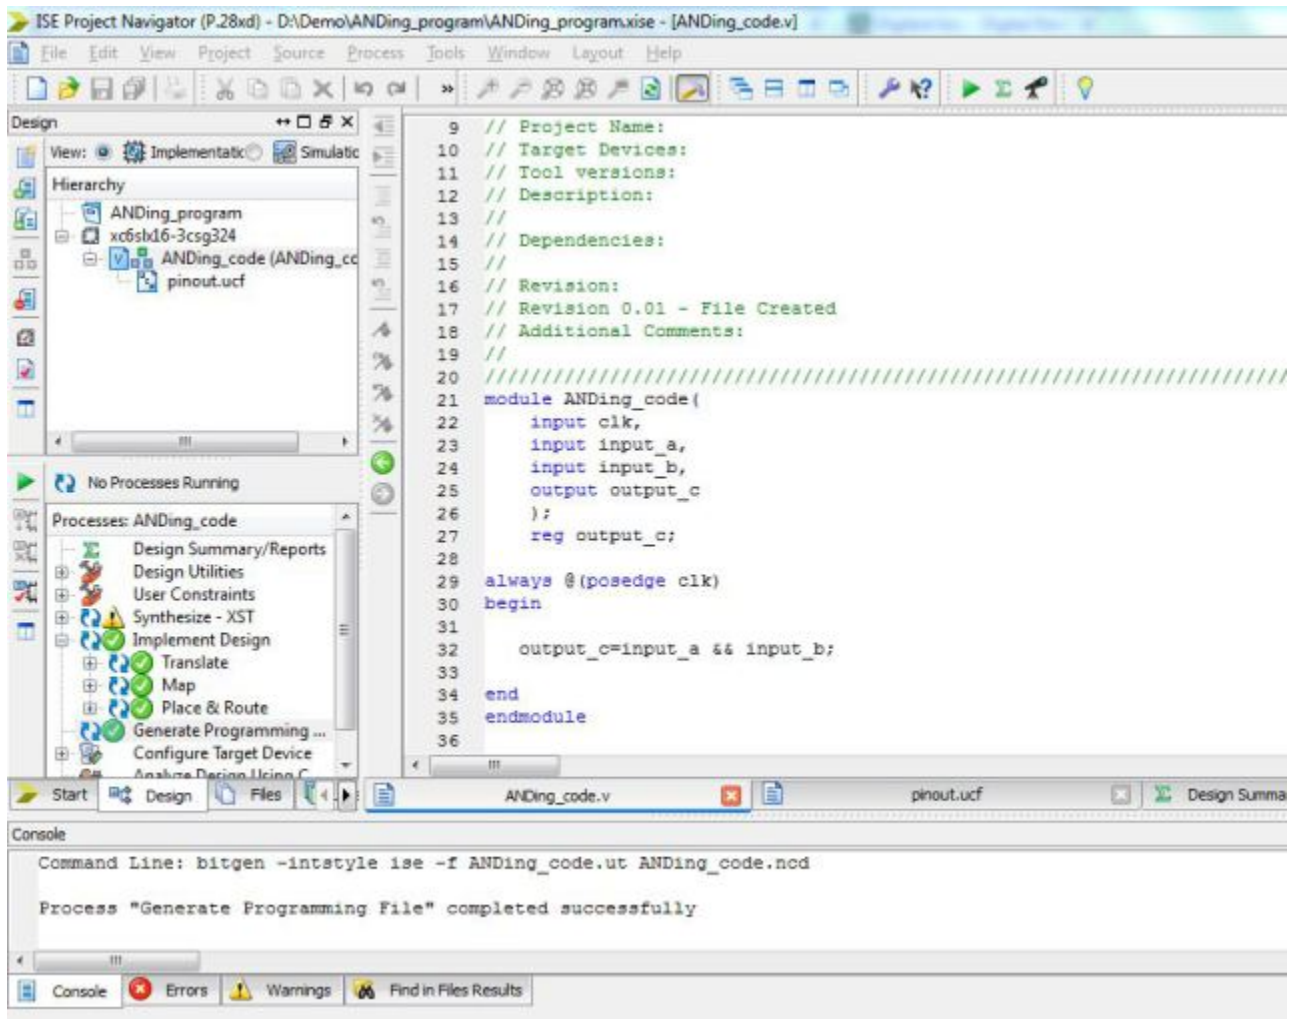 ISE Project Navigator (P.28xd) - D:\Demo\ANDing_program\ANDing_program.xise - [ANDing_code.v]
File Edit View Project Source Process Tools Window Layout Help
Design
View: Implementatic Simulatic
Hierarchy
ANDing_program
xc6slx16-3csg324
ANDing_code (ANDing_cc
pinout.ucf
No Processes Running
Processes: ANDing_code
Design Summary/Reports
Design Utilities
User Constraints
Synthesize - XST
Implement Design
Translate
Map
Place & Route
Generate Programming ...
Configure Target Device
Analyze Design Using C
Start Design Files
9 // Project Name:
10 // Target Devices:
11 // Tool versions:
12 // Description:
13 //
14 // Dependencies:
15 //
16 // Revision:
17 // Revision 0.01 - File Created
18 // Additional Comments:
19 //
20 //////////////////////////////////////////////////////////////////////
21 module ANDing_code(
22 input clk,
23 input input_a,
24 input input_b,
25 output output_c
26 );
27 reg output_c;
28
29 always @(posedge clk)
30 begin
31
32 output_c=input_a && input_b;
33
34 end
35 endmodule
36
ANDing_code.v pinout.ucf Design Summa
Console
Command Line: bitgen -intstyle ise -f ANDing_code.ut ANDing_code.ncd
Process "Generate Programming File" completed successfully
Console Errors Warnings Find in Files Results